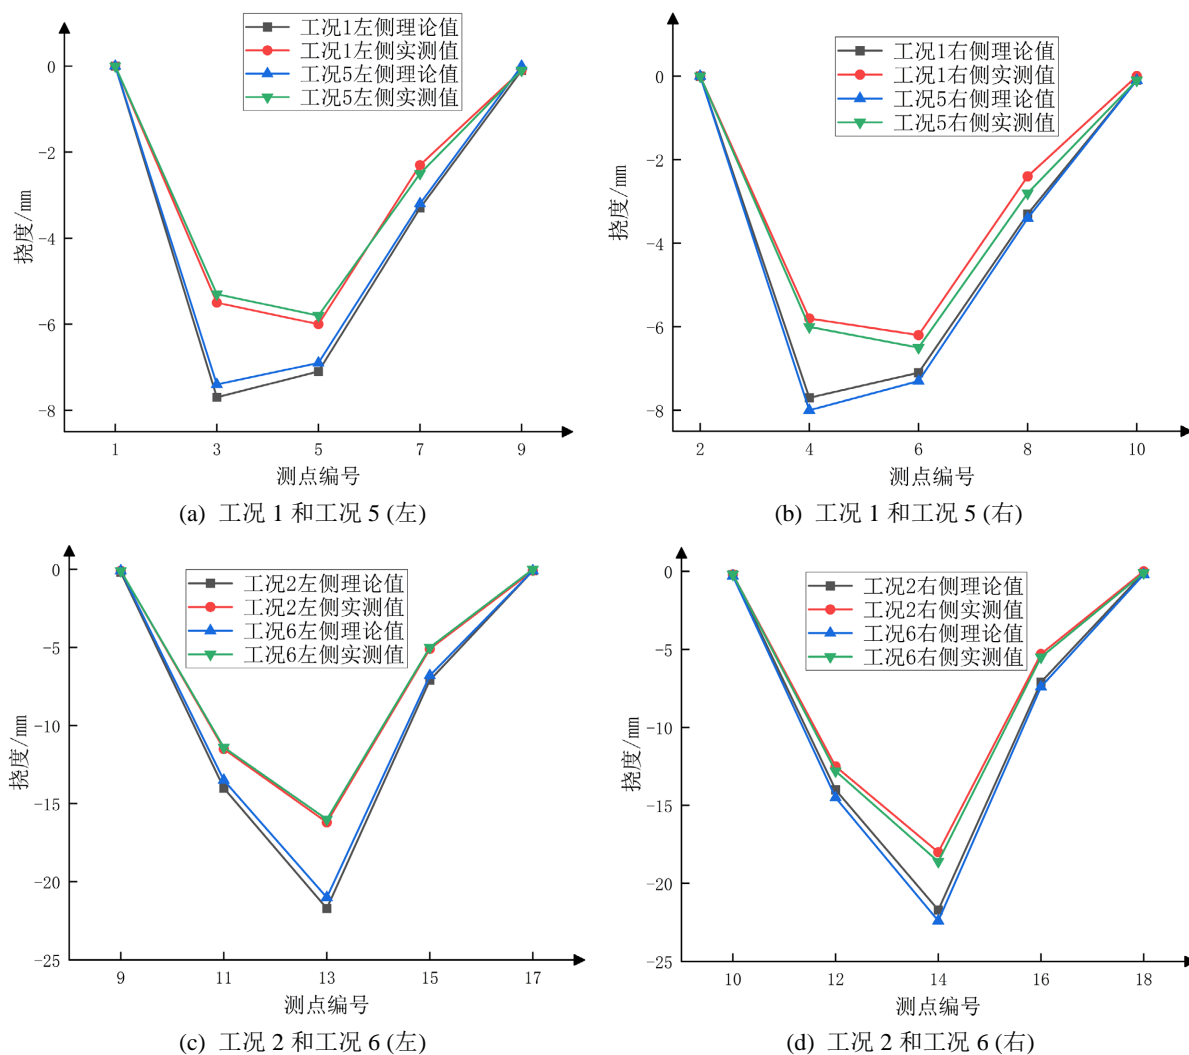 工况1左侧理论值
工况1左侧实测值
工况5左侧理论值
工况5左侧实测值
0
-2
-4
-6
-8
挠度/mm
1 3 5 7 9
测点编号
(a) 工况 1 和工况 5 (左)
工况1右侧理论值
工况1右侧实测值
工况5右侧理论值
工况5右侧实测值
0
-2
-4
-6
-8
挠度/mm
2 4 6 8 10
测点编号
(b) 工况 1 和工况 5 (右)
工况2左侧理论值
工况2左侧实测值
工况6左侧理论值
工况6左侧实测值
0
-5
-10
-15
-20
-25
挠度/mm
9 11 13 15 17
测点编号
(c) 工况 2 和工况 6 (左)
工况2右侧理论值
工况2右侧实测值
工况6右侧理论值
工况6右侧实测值
0
-5
-10
-15
-20
-25
挠度/mm
10 12 14 16 18
测点编号
(d) 工况 2 和工况 6 (右)